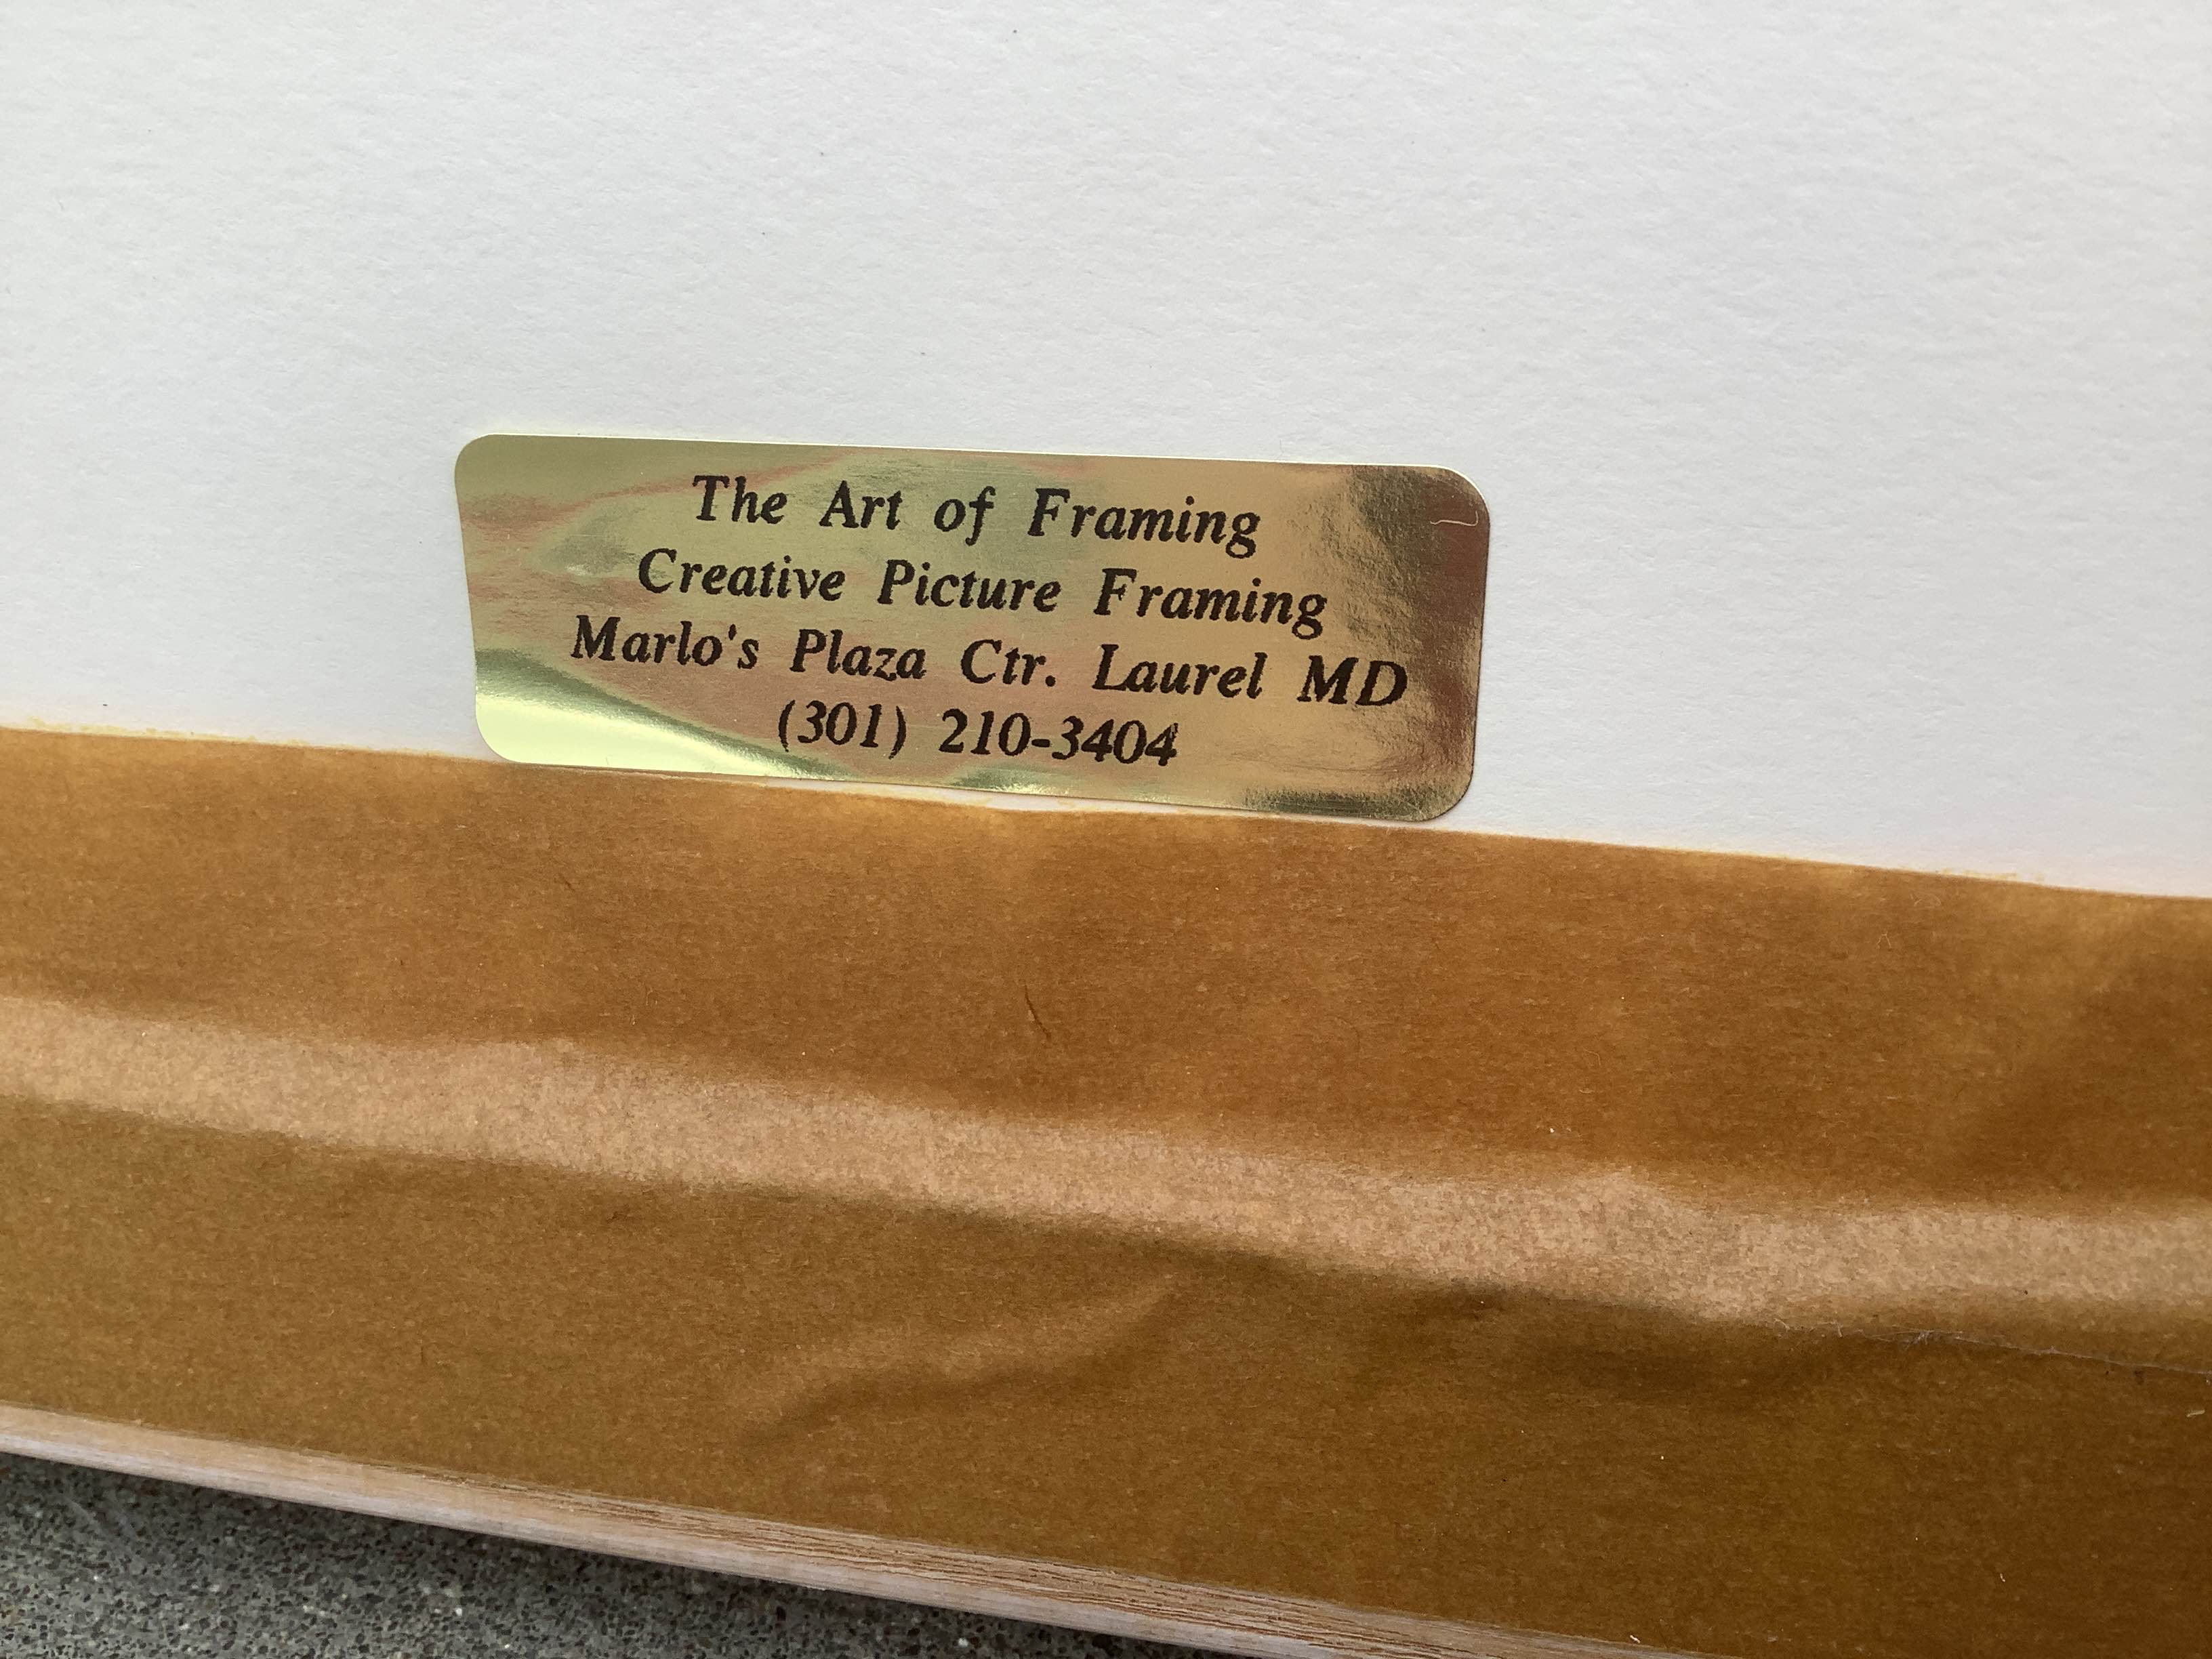 The Art of Framing
Creative Picture Framing
Marlo's Plaza Ctr. Laurel MD
(301) 210-3404